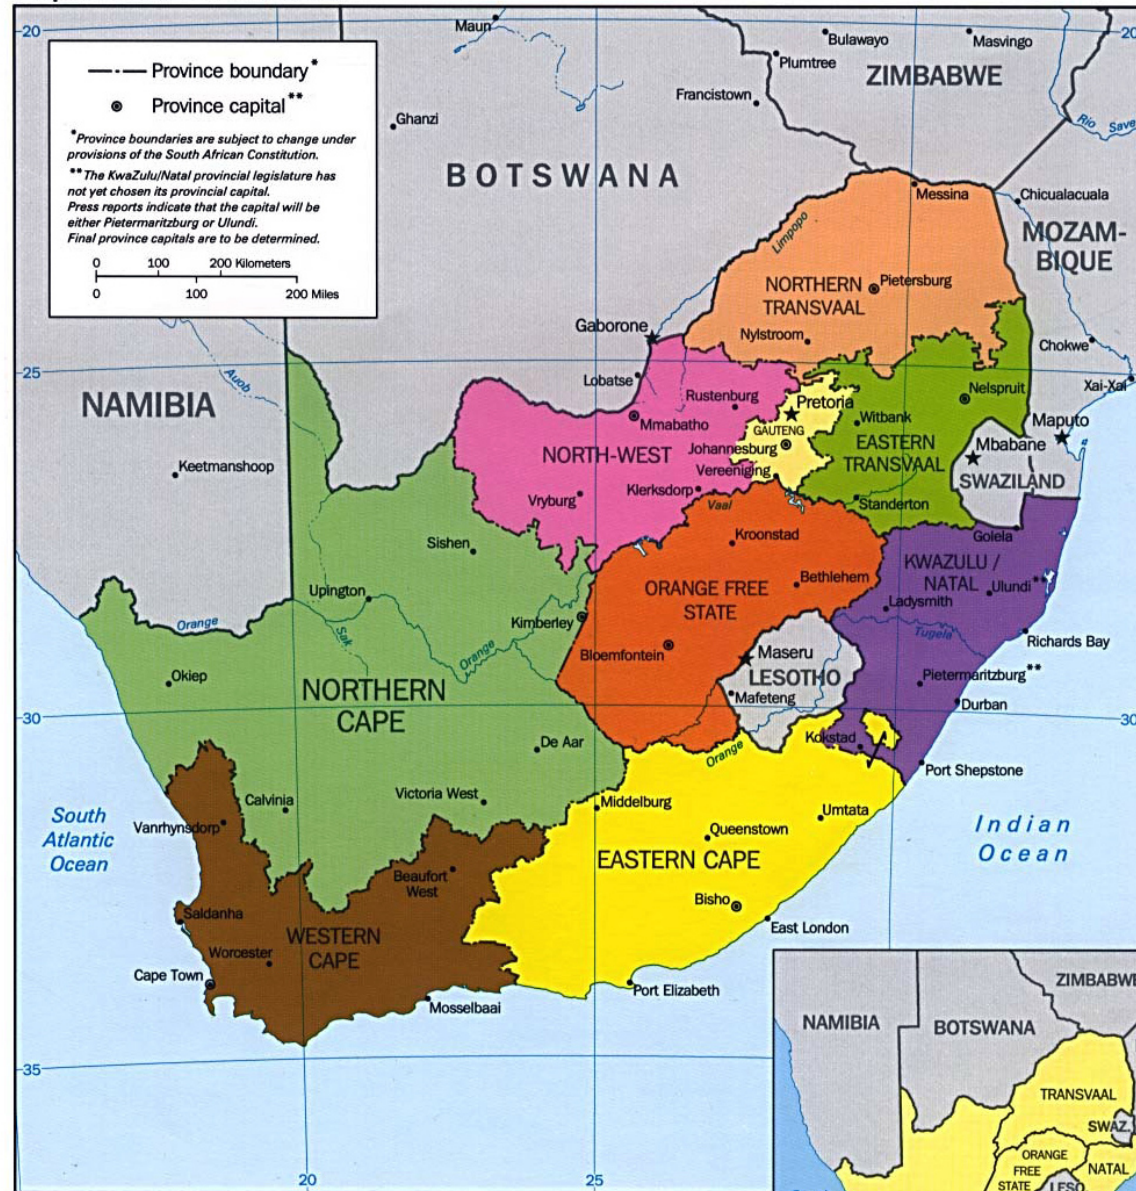 Province boundary*
Province capital**
*Province boundaries are subject to change under
provisions of the South African Constitution.
**The KwaZulu/Natal provincial legislature has
not yet chosen its provincial capital.
Press reports indicate that the capital will be
either Pietermaritzburg or Ulundi.
Final province capitals are to be determined.
0 100 200 Kilometers
0 100 200 Miles
20
20
Maun
Bulawayo
Masvingo
Plumtree
ZIMBABWE
Francistown
Rio Save
Ghanzi
BOTSWANA
Messina
Chicualacuala
Limpopo
MOZAM-
BIQUE
NORTHERN
TRANSVAAL
Pietersburg
Gaborone
Nylstroom
Chokwe
25
Auob
Lobatse
Nelspruit
Xai-Xai
NAMIBIA
Rustenburg
Pretoria
Mmabatho
Witbank
Maputo
GAUTENG
Johannesburg
EASTERN
TRANSVAAL
Mbabane
NORTH-WEST
Keetmanshoop
Vereeniging
SWAZILAND
Vryburg
Klerksdorp
Vaal
Standerton
Golela
Sishen
Kroonstad
KWAZULU /
NATAL
ORANGE FREE
STATE
Bethlehem
Ulundi**
Upington
Ladysmith
Orange
Kimberley
Sak
Tugela
Richards Bay
Orange
Bloemfontein
Maseru
Okiep
LESOTHO
Pietermaritzburg**
NORTHERN
CAPE
Mafeteng
Durban
30
30
De Aar
Kokstad
Orange
Port Shepstone
Calvinia
Victoria West
Middelburg
Umtata
South
Atlantic
Ocean
Vanrhynsdorp
Queenstown
Indian
Ocean
EASTERN CAPE
Beaufort
West
Bisho
Saldanha
East London
WESTERN
CAPE
Worcester
Cape Town
Port Elizabeth
Mosselbaai
35
20
25
ZIMBABWE
NAMIBIA
BOTSWANA
TRANSVAAL
SWAZ.
ORANGE
FREE
STATE
NATAL
LESO